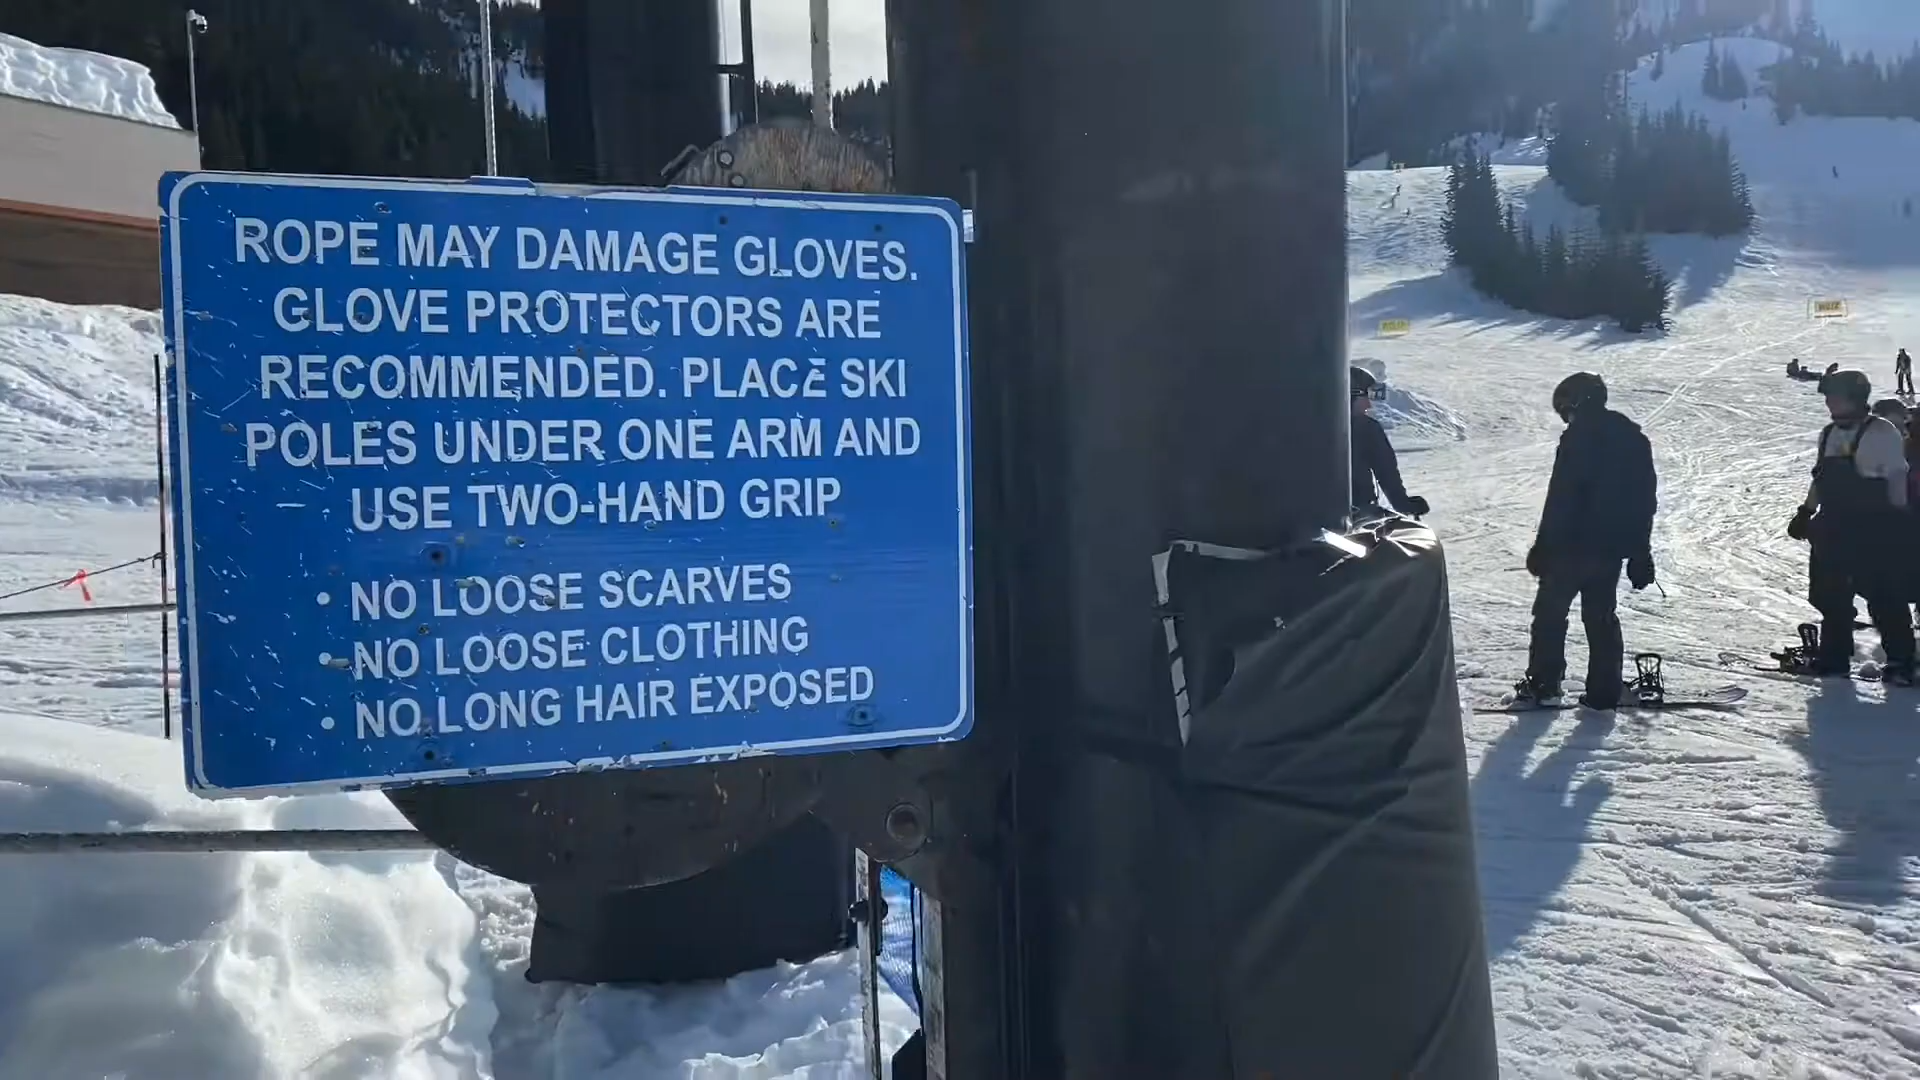 ROPE MAY DAMAGE GLOVES.
GLOVE PROTECTORS ARE
RECOMMENDED. PLACE SKI
POLES UNDER ONE ARM AND
USE TWO-HAND GRIP
• NO LOOSE SCARVES
• NO LOOSE CLOTHING
• NO LONG HAIR EXPOSED